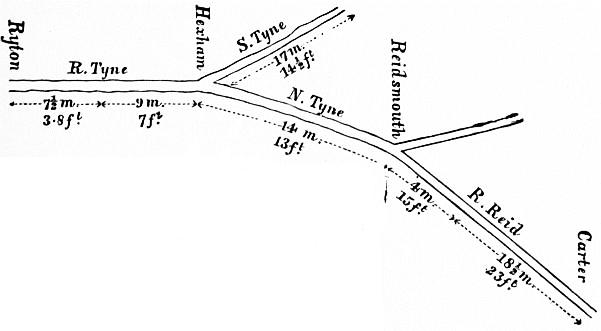 Ryton
R. Tyne
7½ m.
3·8 fᵗ.
9 m.
7 fᵗ.
Hexham
S. Tyne
17 m.
14½ fᵗ.
N. Tyne
14 m.
13 fᵗ.
Reidsmouth
4 m.
15 fᵗ.
R. Reid
18½ m.
23 fᵗ.
Carter